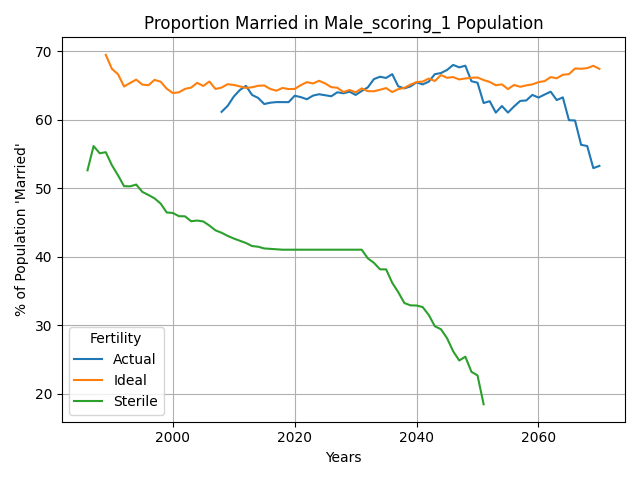 Proportion Married in Male_scoring_1 Population
% of Population 'Married'
70
60
50
40
30
20
Fertility
Actual
Ideal
Sterile
2000
2020
2040
2060
Years